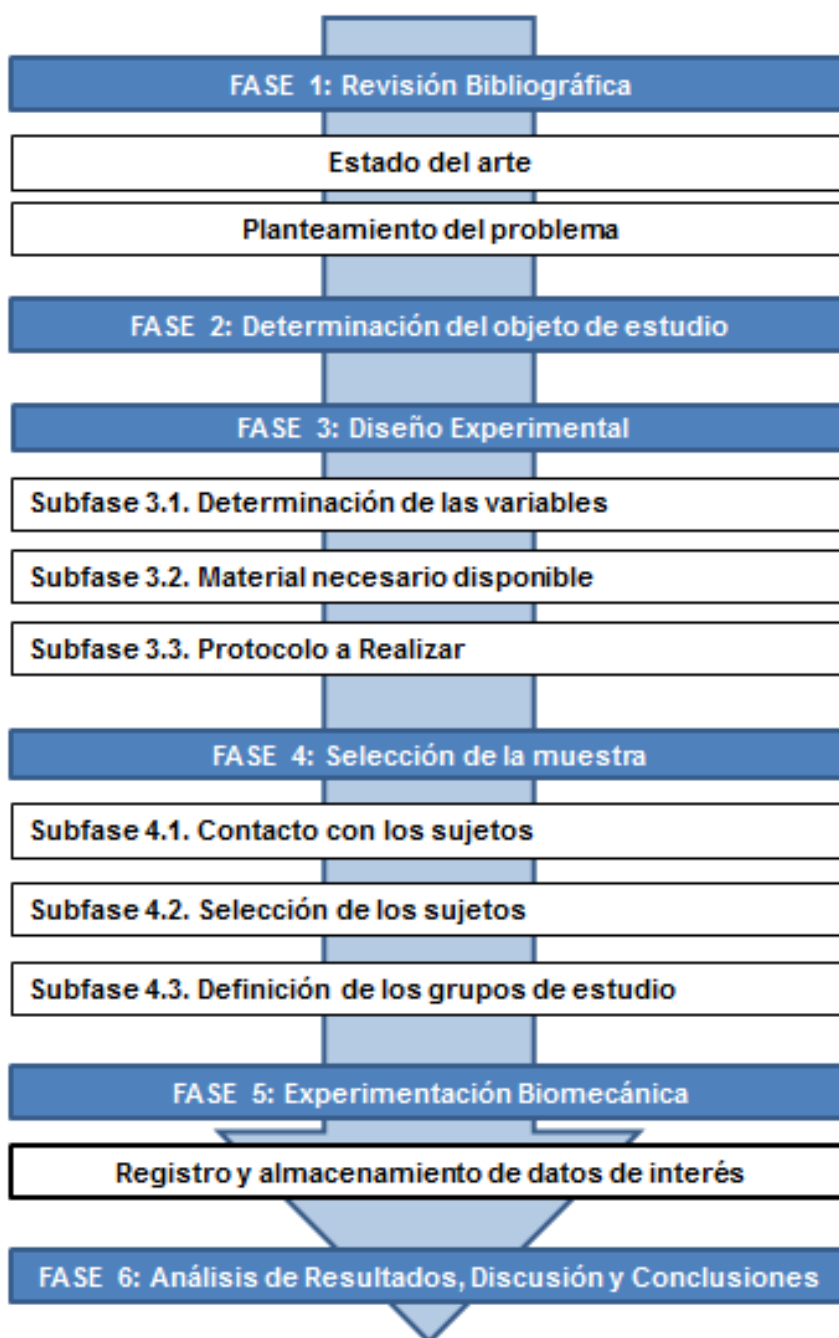 FASE 1: Revisión Bibliográfica
Estado del arte
Planteamiento del problema
FASE 2: Determinación del objeto de estudio
FASE 3: Diseño Experimental
Subfase 3.1. Determinación de las variables
Subfase 3.2. Material necesario disponible
Subfase 3.3. Protocolo a Realizar
FASE 4: Selección de la muestra
Subfase 4.1. Contacto con los sujetos
Subfase 4.2. Selección de los sujetos
Subfase 4.3. Definición de los grupos de estudio
FASE 5: Experimentación Biomecánica
Registro y almacenamiento de datos de interés
FASE 6: Análisis de Resultados, Discusión y Conclusiones